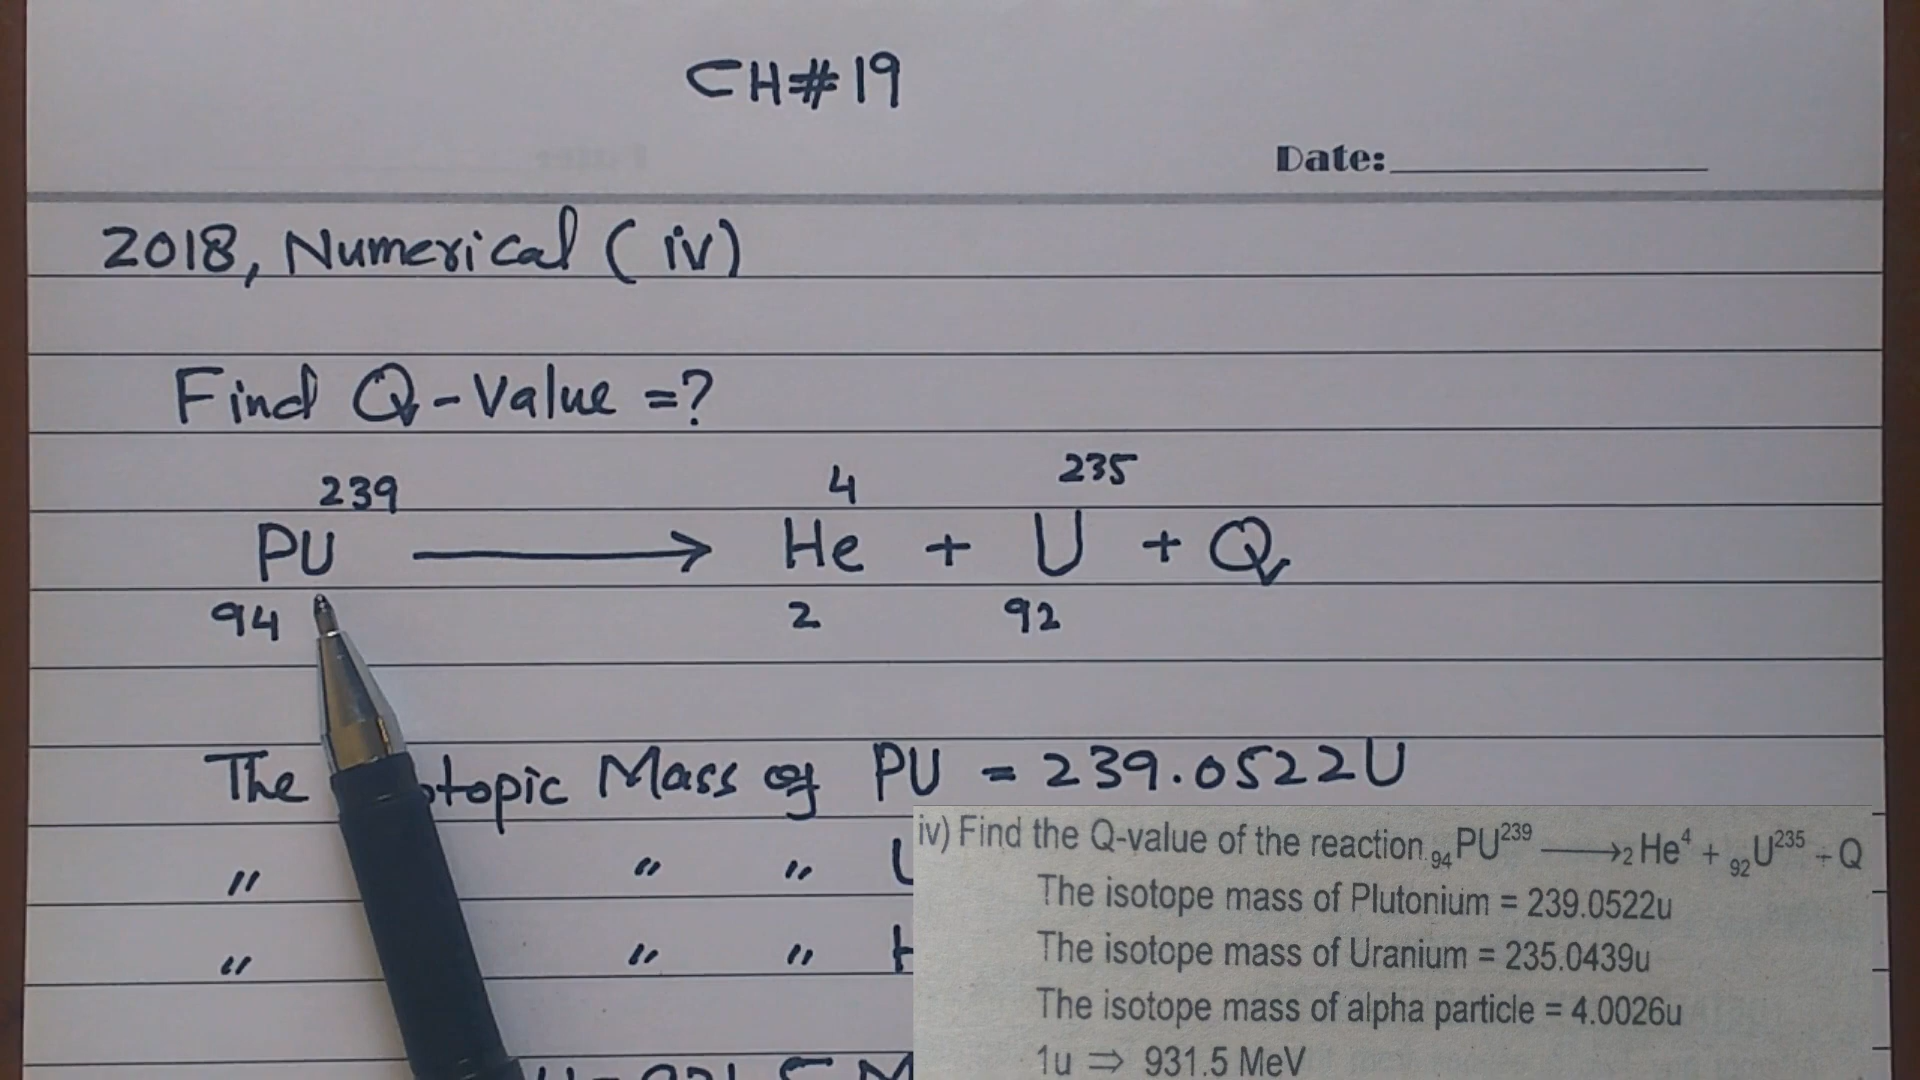 CH#19
Date:
2018, Numerical (iv)
Find Q-Value =?
239 4 235
PU ⟶ He + U + Q
94 2 92
The Mass of PU = 239.0522U
" " " U
" " "
iv) Find the Q-value of the reaction ₉₄PU²³⁹ ⟶ ₂He⁴ + ₉₂U²³⁵ + Q
The isotope mass of Plutonium = 239.0522u
The isotope mass of Uranium = 235.0439u
The isotope mass of alpha particle = 4.0026u
1u ⇒ 931.5 MeV